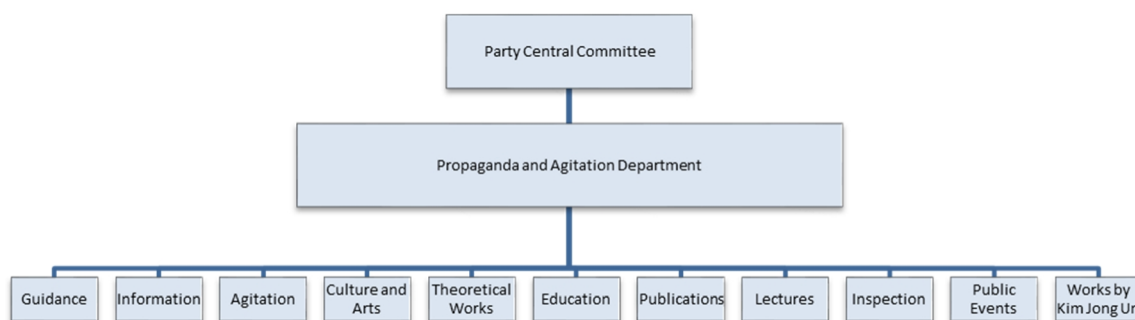 Party Central Committee
Propaganda and Agitation Department
Guidance
Information
Agitation
Culture and
Arts
Theoretical
Works
Education
Publications
Lectures
Inspection
Public
Events
Works by
Kim Jong Un